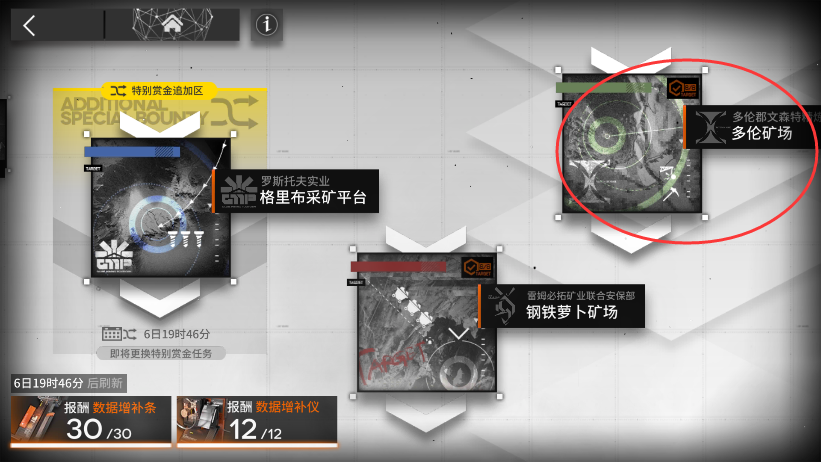 特别赏金追加区
ADDITIONAL
SPECIAL BOUNTY
TARGET
罗斯托夫实业
格里布采矿平台
6日19时46分
即将更换特别赏金任务
TARGET
多伦郡文森特精炼
多伦矿场
TARGET
雷姆必拓矿业联合安保部
钢铁萝卜矿场
6日19时46分 后刷新
报酬 数据增补条
30/30
报酬 数据增补仪
12/12